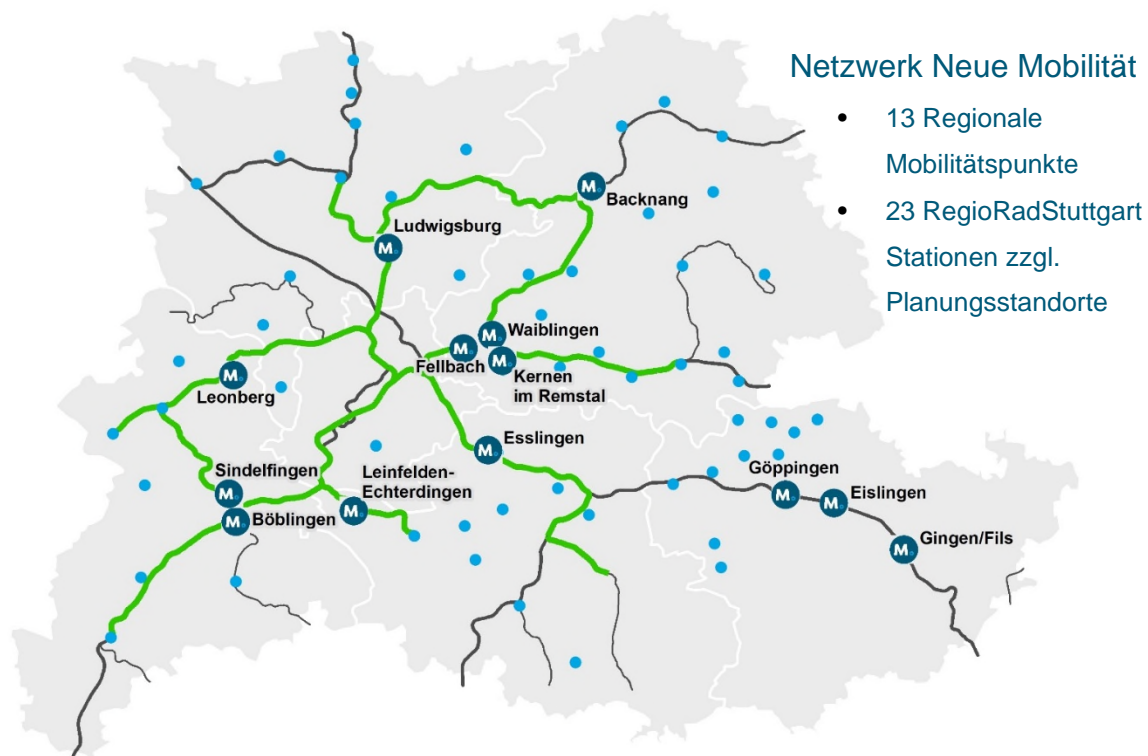 Netzwerk Neue Mobilität
• 13 Regionale
Mobilitätspunkte
• 23 RegioRadStuttgart
Stationen zzgl.
Planungsstandorte
M. Backnang
Ludwigsburg
M.
M. Waiblingen
M. Fellbach
M. Kernen
im Remstal
M. Leonberg
M. Esslingen
Sindelfingen
M.
M. Böblingen
Leinfelden-
Echterdingen
M.
Göppingen
M.
M. Eislingen
M. Gingen/Fils